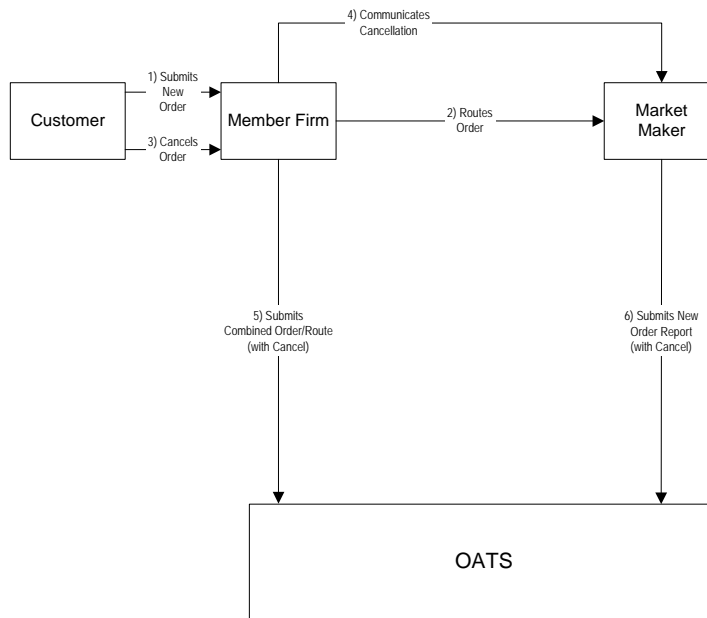 4) Communicates
Cancellation
1) Submits
New
Order
Customer
Member Firm
2) Routes
Order
Market
Maker
3) Cancels
Order
5) Submits
Combined Order/Route
(with Cancel)
6) Submits New
Order Report
(with Cancel)
OATS